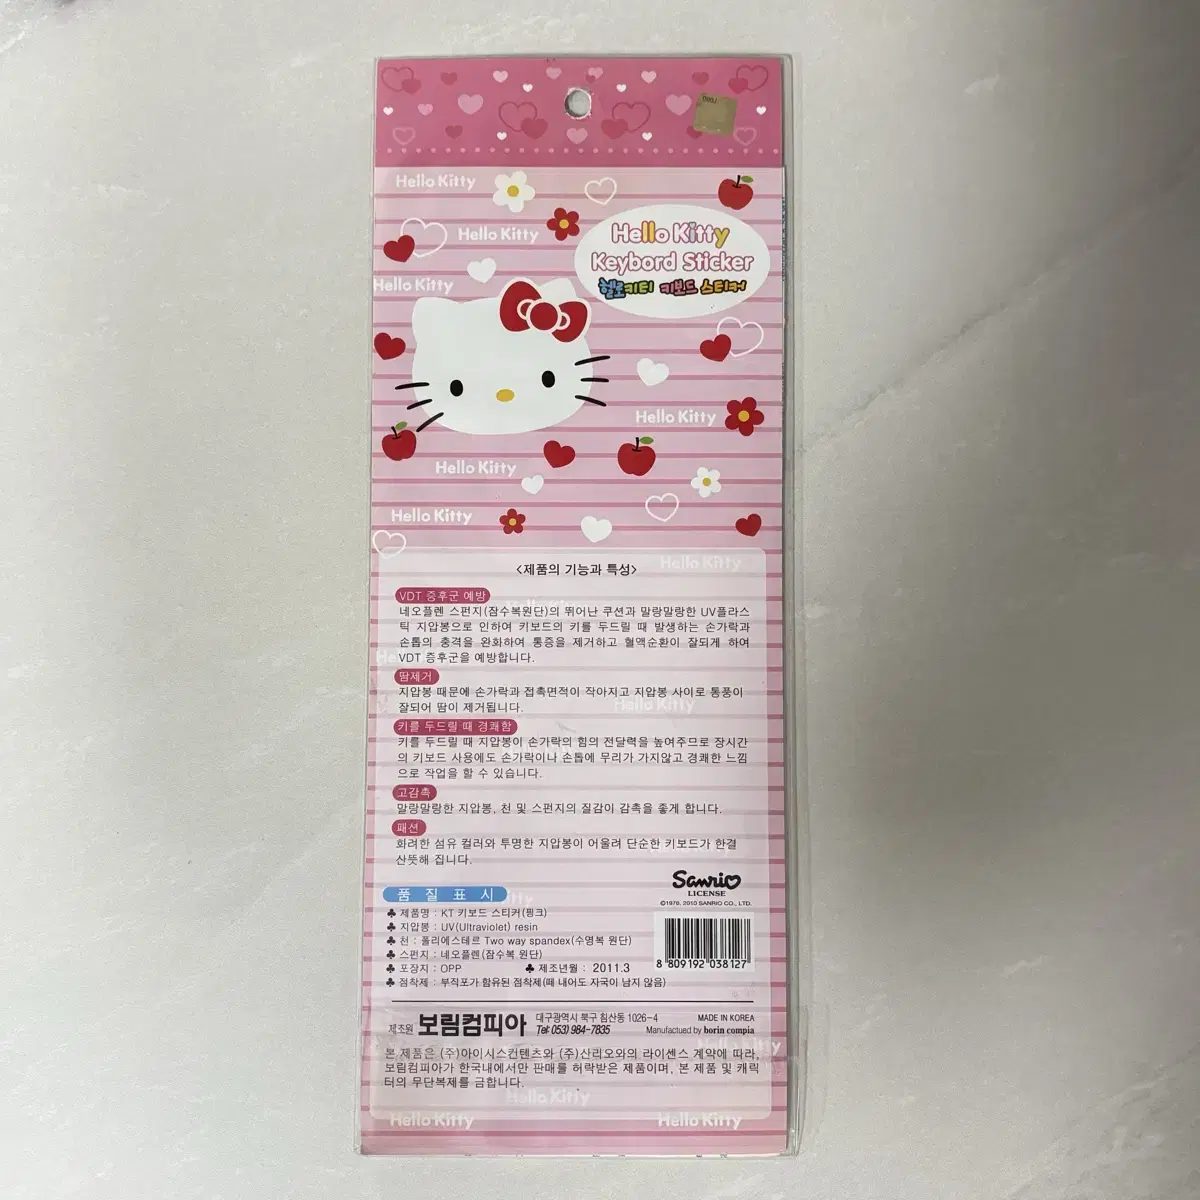 Hello Kitty
Hello Kitty
Hello Kitty
Keybord Sticker
헬로키티 키보드 스티커
Hello Kitty
Hello Kitty
Hello Kitty
Hello Kitty
Hello Kitty
<제품의 기능과 특성>
VDT 증후군 예방
네오플렌 스펀지(잠수복원단)의 뛰어난 쿠션과 말랑말랑한 UV플라스
틱 지압봉으로 인하여 키보드의 키를 두드릴 때 발생하는 손가락과
손톱의 충격을 완화하여 통증을 제거하고 혈액순환이 잘되게 하여
VDT 증후군을 예방합니다.
땀제거
지압봉 때문에 손가락과 접촉면적이 작아지고 지압봉 사이로 통풍이
잘되어 땀이 제거됩니다.
Hello Kitty
키를 두드릴 때 경쾌함
키를 두드릴 때 지압봉이 손가락의 힘의 전달력을 높여주므로 장시간
의 키보드 사용에도 손가락이나 손톱에 무리가 가지않고 경쾌한 느낌
으로 작업을 할 수 있습니다.
고감촉
말랑말랑한 지압봉, 천 및 스펀지의 질감이 감촉을 좋게 합니다.
패션
화려한 섬유 컬러와 투명한 지압봉이 어울려 단순한 키보드가 한결
산뜻해 집니다.
Sanrio
LICENSE
©1976, 2010 SANRIO CO., LTD.
품 질 표 시
♣ 제품명 : KT 키보드 스티커(핑크)
♣ 지압봉 : UV(Ultraviolet) resin
♣ 천 : 폴리에스테르 Two way spandex(수영복 원단)
♣ 스펀지 : 네오플렌(잠수복 원단)
♣ 포장지 : OPP ♣ 제조년월 : 2011.3
♣ 점착제 : 부직포가 함유된 점착제(떼 내어도 자국이 남지 않음)
8 809192 038127
제조원 보림컴피아 대구광역시 북구 침산동 1026-4
Tel: 053) 984-7835
MADE IN KOREA
Manufactued by borin compia
본 제품은 (주)아이시스컨텐츠와 (주)산리오와의 라이센스 계약에 따라,
보림컴피아가 한국내에서만 판매를 허락받은 제품이며, 본 제품 및 캐릭
터의 무단복제를 금합니다.
Hello Kitty
Hello Kitty
Hello Kitty